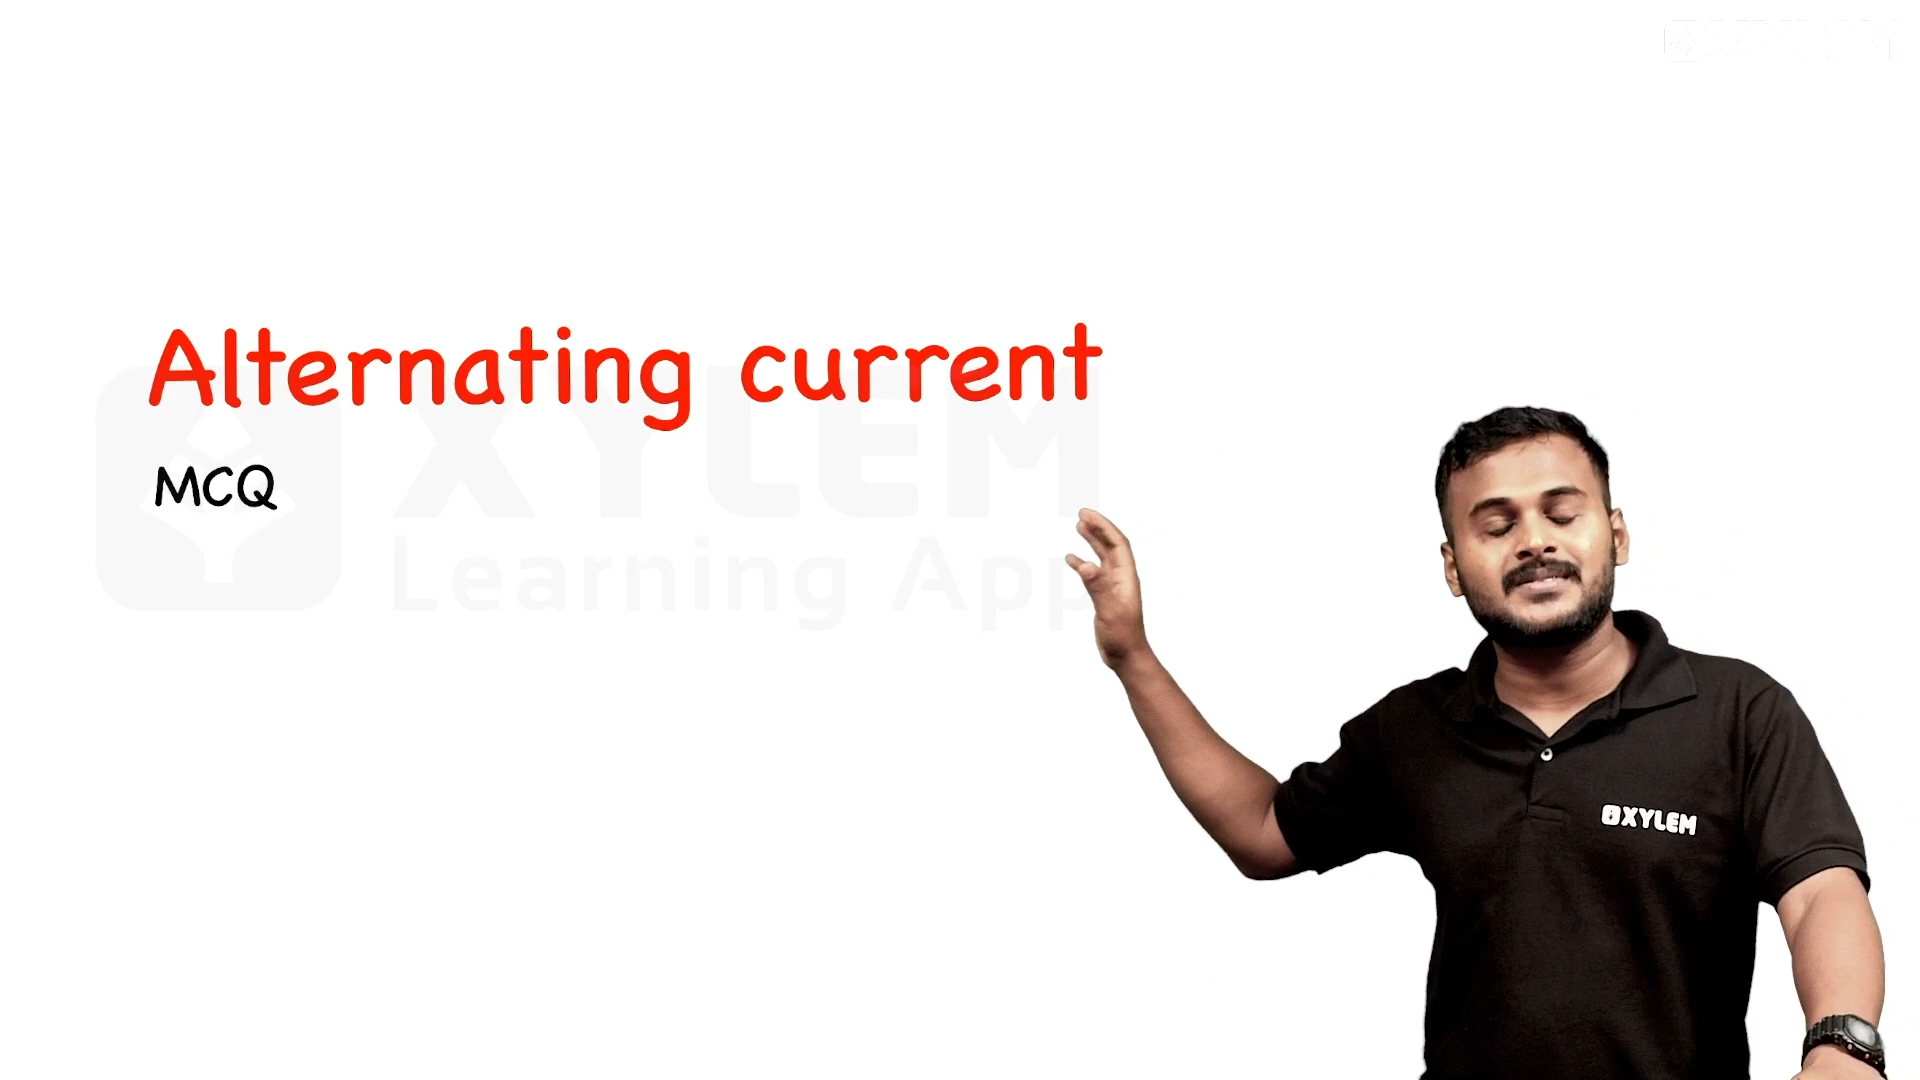 Alternating current
MCQ
XYLEM
Learning App
XYLEM